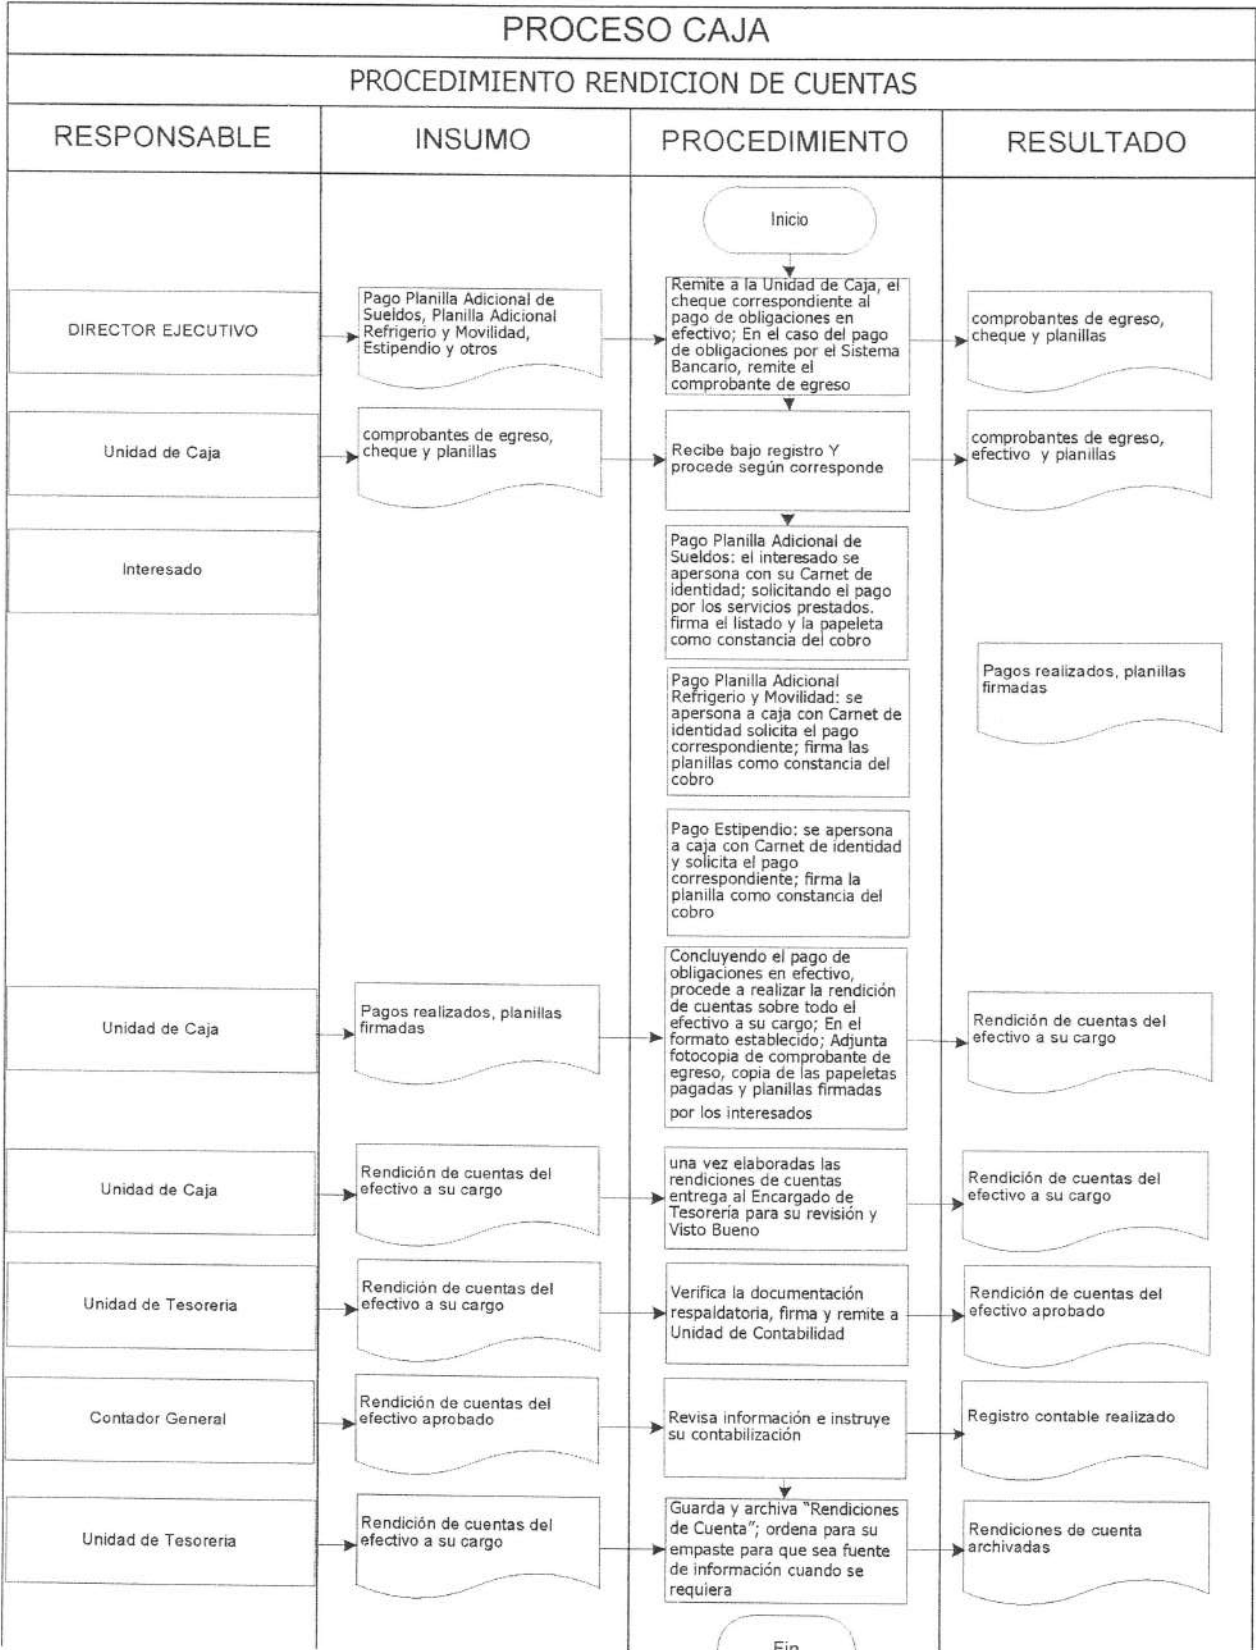 PROCESO CAJA
PROCEDIMIENTO RENDICION DE CUENTAS
RESPONSABLE
INSUMO
PROCEDIMIENTO
RESULTADO
Inicio
DIRECTOR EJECUTIVO
Pago Planilla Adicional de
Sueldos, Planilla Adicional
Refrigerio y Movilidad,
Estipendio y otros
Remite a la Unidad de Caja, el
cheque correspondiente al
pago de obligaciones en
efectivo; En el caso del pago
de obligaciones por el Sistema
Bancario, remite el
comprobante de egreso
comprobantes de egreso,
cheque y planillas
Unidad de Caja
comprobantes de egreso,
cheque y planillas
Recibe bajo registro Y
procede según corresponde
comprobantes de egreso,
efectivo y planillas
Interesado
Pago Planilla Adicional de
Sueldos: el interesado se
apersona con su Carnet de
identidad; solicitando el pago
por los servicios prestados.
firma el listado y la papeleta
como constancia del cobro
Pago Planilla Adicional
Refrigerio y Movilidad: se
apersona a caja con Carnet de
identidad solicita el pago
correspondiente; firma las
planillas como constancia del
cobro
Pagos realizados, planillas
firmadas
Pago Estipendio: se apersona
a caja con Carnet de identidad
y solicita el pago
correspondiente; firma la
planilla como constancia del
cobro
Unidad de Caja
Pagos realizados, planillas
firmadas
Concluyendo el pago de
obligaciones en efectivo,
procede a realizar la rendición
de cuentas sobre todo el
efectivo a su cargo; En el
formato establecido; Adjunta
fotocopia de comprobante de
egreso, copia de las papeletas
pagadas y planillas firmadas
por los interesados
Rendición de cuentas del
efectivo a su cargo
Unidad de Caja
Rendición de cuentas del
efectivo a su cargo
una vez elaboradas las
rendiciones de cuentas
entrega al Encargado de
Tesorería para su revisión y
Visto Bueno
Rendición de cuentas del
efectivo a su cargo
Unidad de Tesoreria
Rendición de cuentas del
efectivo a su cargo
Verifica la documentación
respaldatoria, firma y remite a
Unidad de Contabilidad
Rendición de cuentas del
efectivo aprobado
Contador General
Rendición de cuentas del
efectivo aprobado
Revisa información e instruye
su contabilización
Registro contable realizado
Unidad de Tesoreria
Rendición de cuentas del
efectivo a su cargo
Guarda y archiva "Rendiciones
de Cuenta"; ordena para su
empaste para que sea fuente
de información cuando se
requiera
Rendiciones de cuenta
archivadas
Fin